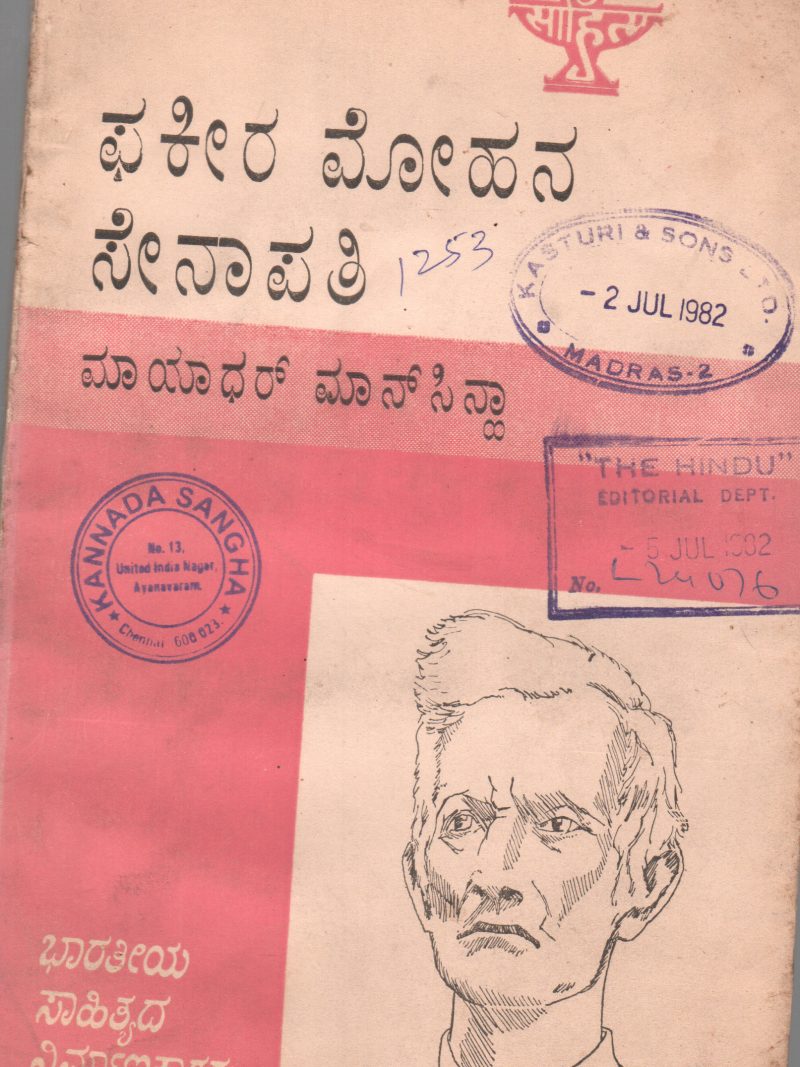 साहित्य
ಫಕೀರ ಮೋಹನ
ಸೇನಾಪತಿ
1253
KASTURI & SONS LTD.
- 2 JUL 1982
MADRAS-2
ಮಾಯಾಧರ್ ಮಾನ್‌ಸಿನ್ಹಾ
"THE HINDU"
EDITORIAL DEPT.
- 5 JUL 1982
No.
KANNADA SANGHA
No. 13,
United India Nagar,
Ayanavaram.
Chennai 600 023.
ಭಾರತೀಯ
ಸಾಹಿತ್ಯದ